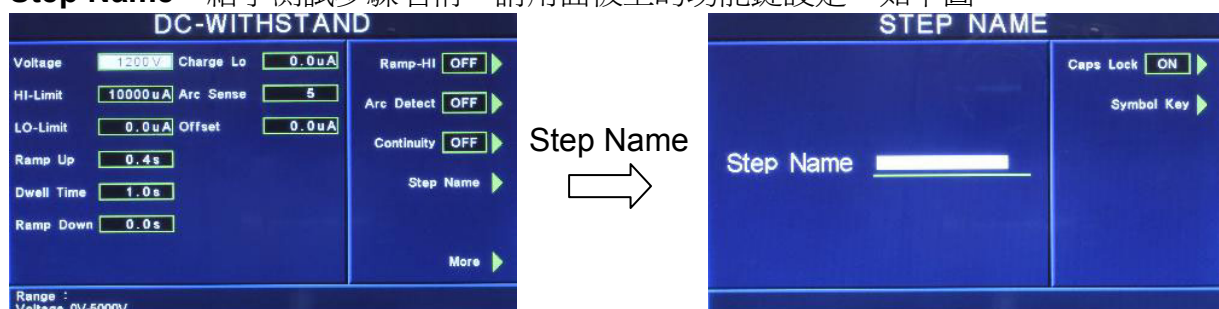 Step Name 給予測試步驟名稱 請用面板上的功能鍵設定 如下圖
DC-WITHSTAND
Voltage 1200V Charge Lo 0.0uA
HI-Limit 10000uA Arc Sense 5
LO-Limit 0.0uA Offset 0.0uA
Ramp Up 0.4s
Dwell Time 1.0s
Ramp Down 0.0s
Ramp-HI OFF
Arc Detect OFF
Continuity OFF
Step Name
More
Range :
Voltage 0V-5000V
Step Name
STEP NAME
Step Name
Caps Lock ON
Symbol Key